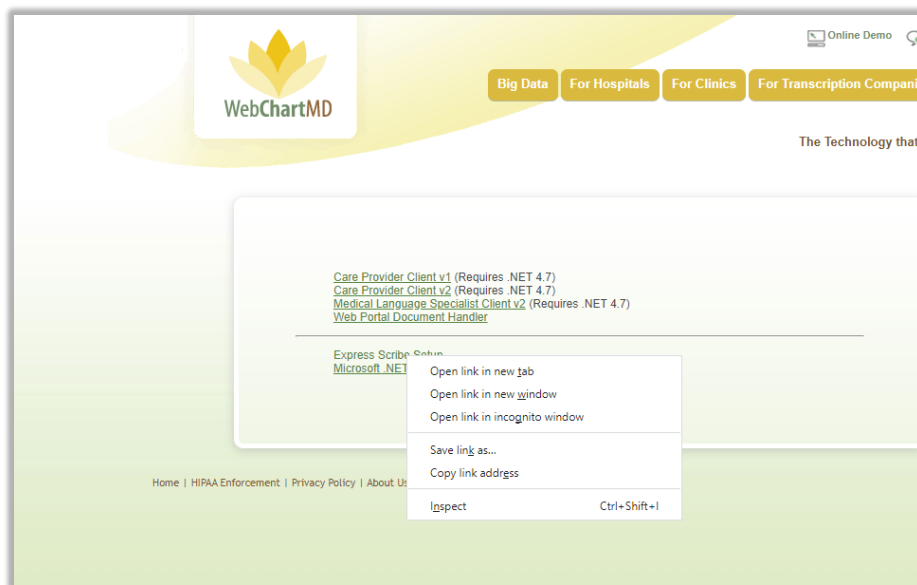 Online Demo
WebChartMD
Big Data For Hospitals For Clinics For Transcription Compani
The Technology that
Care Provider Client v1 (Requires .NET 4.7)
Care Provider Client v2 (Requires .NET 4.7)
Medical Language Specialist Client v2 (Requires .NET 4.7)
Web Portal Document Handler
Express Scribe Setup
Microsoft .NET
Open link in new tab
Open link in new window
Open link in incognito window
Save link as...
Copy link address
Inspect Ctrl+Shift+I
Home | HIPAA Enforcement | Privacy Policy | About Us